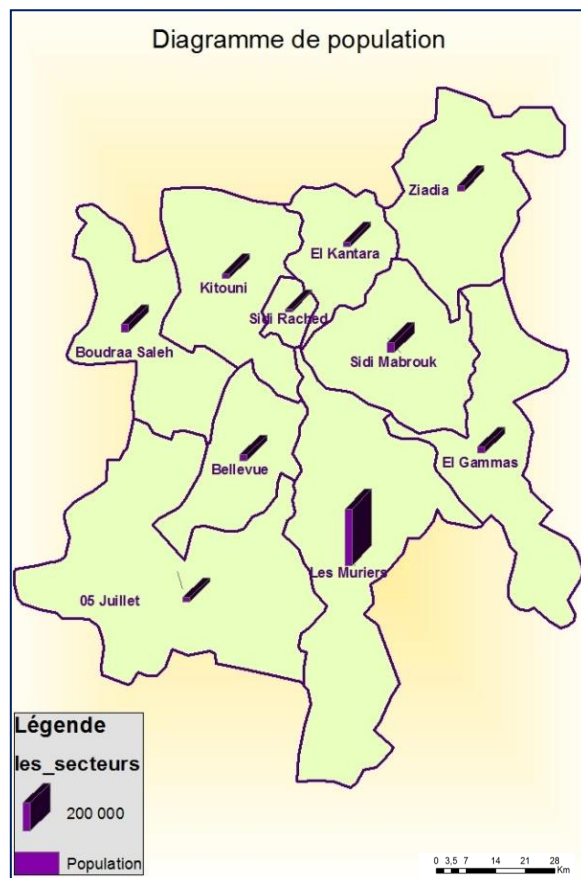 Diagramme de population
Ziadia
El Kantara
Kitouni
Sidi Rached
Boudraa Saleh
Sidi Mabrouk
Bellevue
El Gammas
Les Muriers
05 Juillet
Légende
les_secteurs
200 000
Population
0 3,5 7 14 21 28
Km